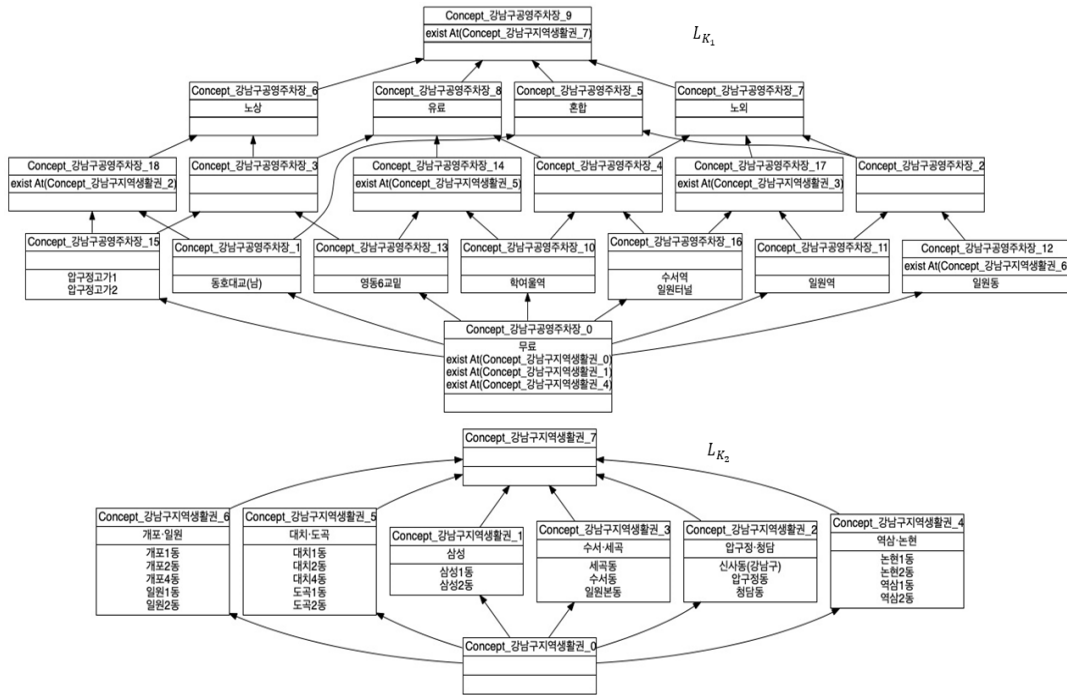 Concept_강남구공영주차장_9
exist At(Concept_강남구지역생활권_7)
L_{K_1}
Concept_강남구공영주차장_6
노상
Concept_강남구공영주차장_8
유료
Concept_강남구공영주차장_5
혼합
Concept_강남구공영주차장_7
노외
Concept_강남구공영주차장_18
exist At(Concept_강남구지역생활권_2)
Concept_강남구공영주차장_3
Concept_강남구공영주차장_14
exist At(Concept_강남구지역생활권_5)
Concept_강남구공영주차장_4
Concept_강남구공영주차장_17
exist At(Concept_강남구지역생활권_3)
Concept_강남구공영주차장_2
Concept_강남구공영주차장_15
압구정고가1
압구정고가2
Concept_강남구공영주차장_1
동호대교(남)
Concept_강남구공영주차장_13
영동6교밑
Concept_강남구공영주차장_10
학여울역
Concept_강남구공영주차장_16
수서역
일원터널
Concept_강남구공영주차장_11
일원역
Concept_강남구공영주차장_12
exist At(Concept_강남구지역생활권_6
일원동
Concept_강남구공영주차장_0
무료
exist At(Concept_강남구지역생활권_0)
exist At(Concept_강남구지역생활권_1)
exist At(Concept_강남구지역생활권_4)
Concept_강남구지역생활권_7
L_{K_2}
Concept_강남구지역생활권_6
개포·일원
개포1동
개포2동
개포4동
일원1동
일원2동
Concept_강남구지역생활권_5
대치·도곡
대치1동
대치2동
대치4동
도곡1동
도곡2동
Concept_강남구지역생활권_1
삼성
삼성1동
삼성2동
Concept_강남구지역생활권_3
수서·세곡
세곡동
수서동
일원본동
Concept_강남구지역생활권_2
압구정·청담
신사동(강남구)
압구정동
청담동
Concept_강남구지역생활권_4
역삼·논현
논현1동
논현2동
역삼1동
역삼2동
Concept_강남구지역생활권_0